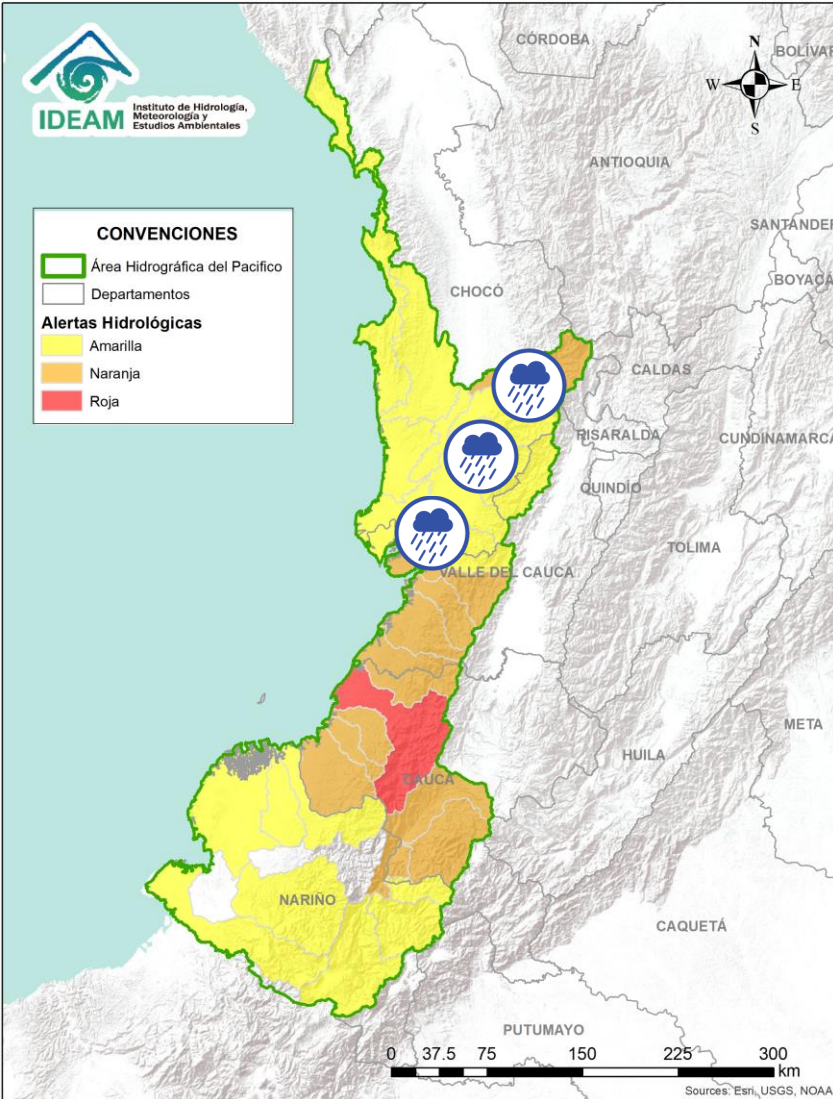 IDEAM
Instituto de Hidrología,
Meteorología y
Estudios Ambientales
CÓRDOBA
BOLÍVAR
N
W
E
S
ANTIOQUIA
SANTANDER
BOYACÁ
CONVENCIONES
Área Hidrográfica del Pacifico
Departamentos
Alertas Hidrológicas
Amarilla
Naranja
Roja
CHOCÓ
CALDAS
RISARALDA
CUNDINAMARCA
QUINDÍO
TOLIMA
VALLE DEL CAUCA
META
HUILA
CAUCA
NARIÑO
CAQUETÁ
PUTUMAYO
0 37.5 75 150 225 300
km
Sources: Esri, USGS, NOAA